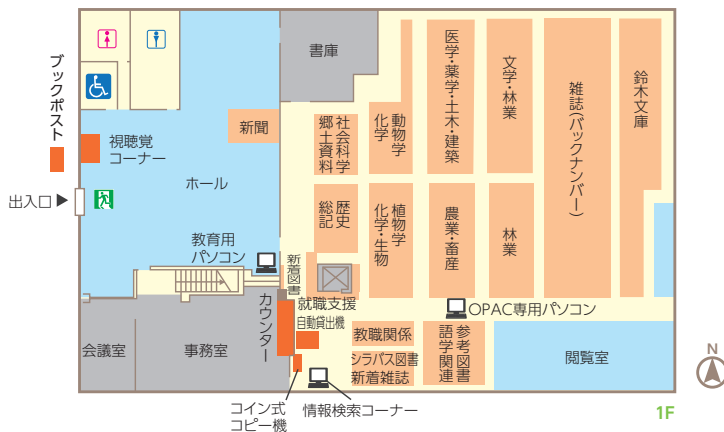 ブックポスト
出入口▶
視聴覚
コーナー
ホール
新聞
教育用
パソコン
会議室
事務室
カウンター
新着図書
就職支援
自動貸出機
コイン式
コピー機
情報検索コーナー
書庫
社会科学
郷土資料
歴史
総記
動物学
化学
植物学
化学・生物
医学・薬学・土木・建築
農業・畜産
文学・林業
林業
雑誌(バックナンバー)
鈴木文庫
OPAC専用パソコン
教職関係
シラバス図書
新着雑誌
参考図書
語学関連
閲覧室
N
1F